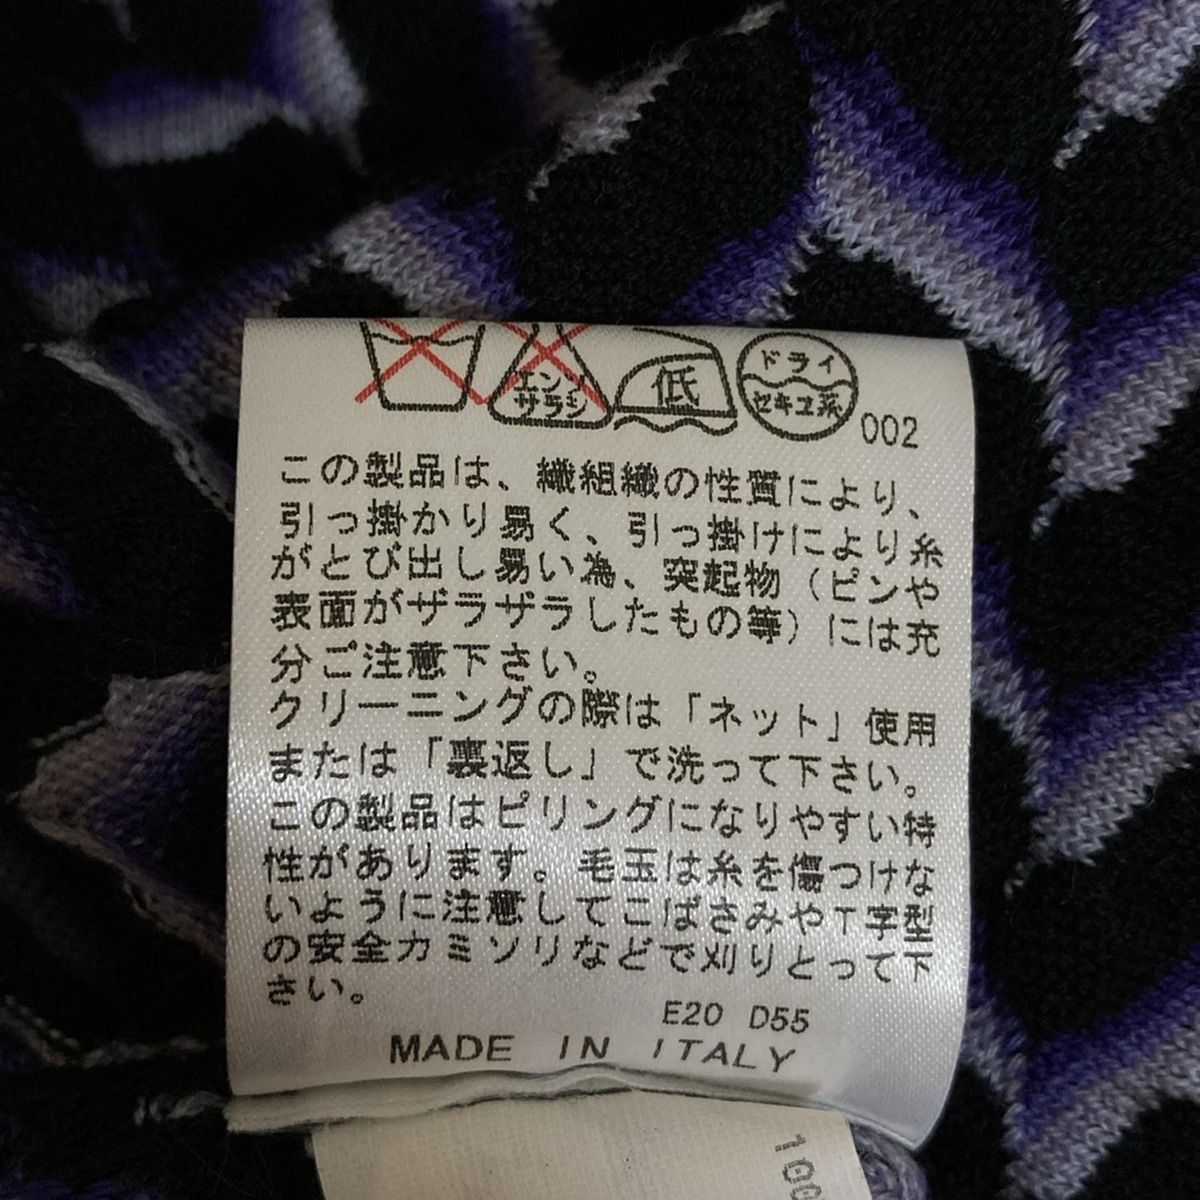 エンソ
サラシ
低
ドライ
セキユ系
002
この製品は、繊組織の性質により、
引っ掛かり易く、引っ掛けにより糸
がとび出し易い為、突起物（ピンや
表面がザラザラしたもの等）には充
分ご注意下さい。
クリーニングの際は「ネット」使用
または「裏返し」で洗って下さい。
この製品はピリングになりやすい特
性があります。毛玉は糸を傷つけな
いように注意してこばさみやT字型
の安全カミソリなどで刈りとって下
さい。
E20 D55
MADE IN ITALY